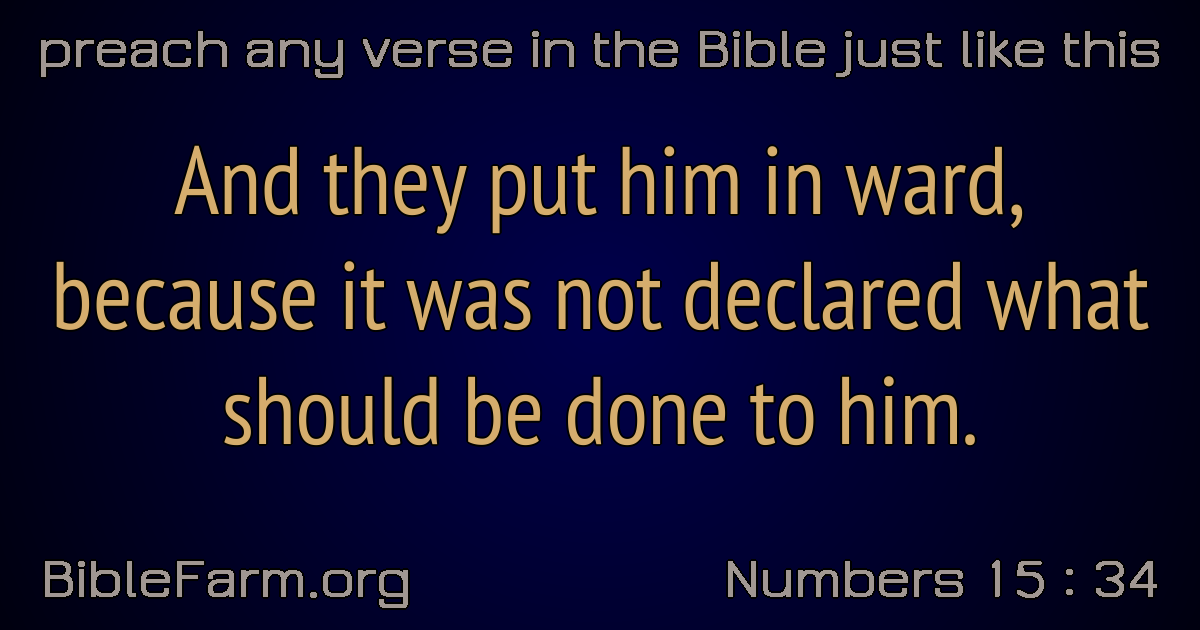 preach any verse in the Bible just like this
And they put him in ward,
because it was not declared what
should be done to him.
BibleFarm.org
Numbers 15 : 34